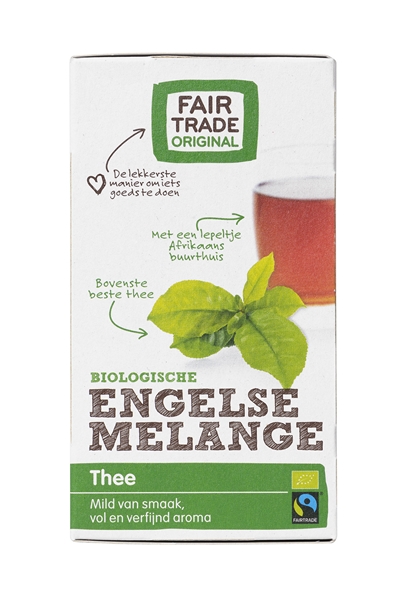 FAIR
TRADE
ORIGINAL
De lekkerste
manier om iets
goeds te doen
Met een lepeltje
Afrikaans
buurthuis
Bovenste
beste thee
BIOLOGISCHE
ENGELSE
MELANGE
Thee
Mild van smaak,
vol en verfijnd aroma
FAIRTRADE